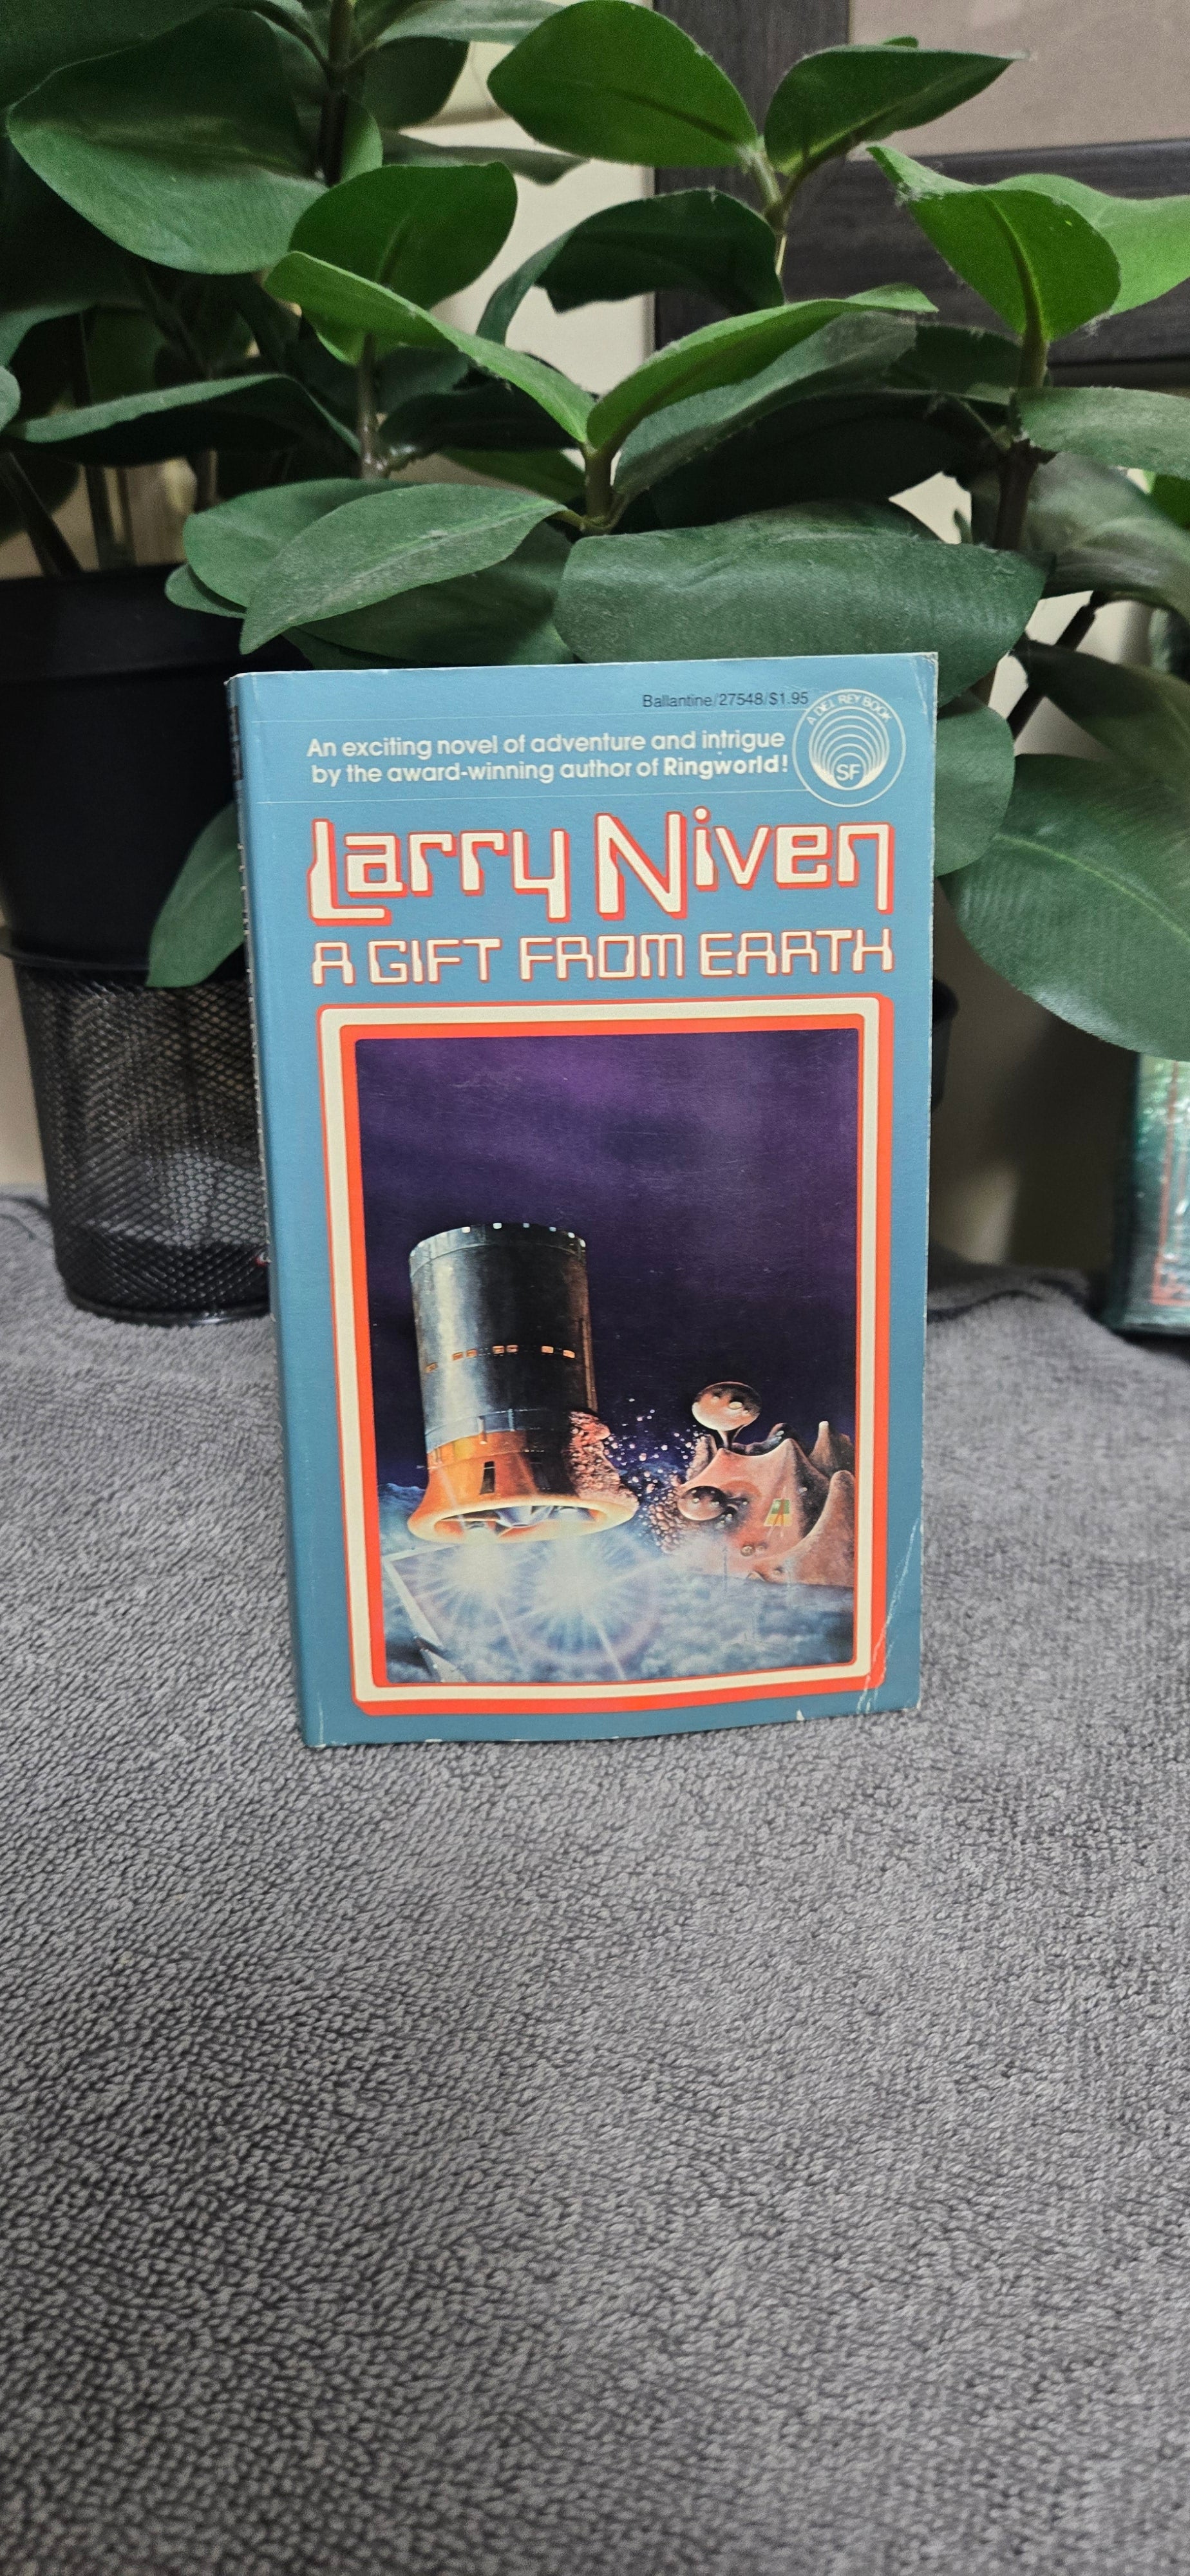 Ballantine/27548/$1.95
A DEL REY BOOK
SF
An exciting novel of adventure and intrigue
by the award-winning author of Ringworld!
Larry Niven
A GIFT FROM EARTH